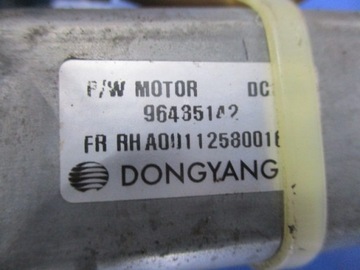 P/W MOTOR DC
96435142
FR RH A00112580016
DONGYANG